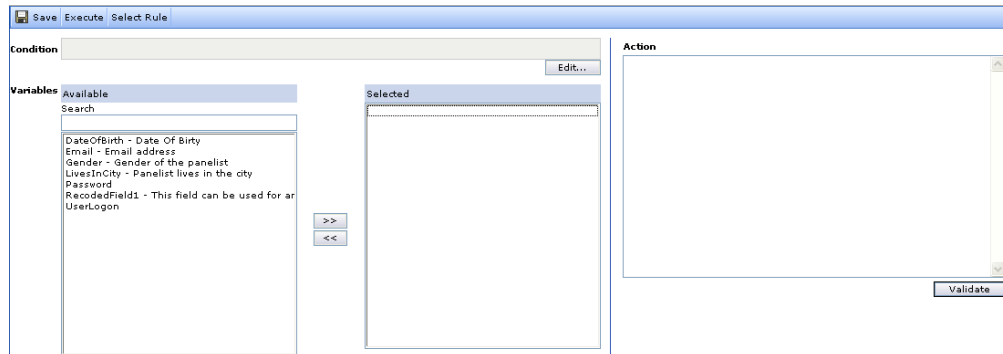 Save Execute Select Rule
Condition
Edit...
Action
Variables
Available
Selected
Search
DateOfBirth - Date Of Birty
Email - Email address
Gender - Gender of the panelist
LivesInCity - Panelist lives in the city
Password
RecodedField1 - This field can be used for ar
UserLogon
>>
<<
Validate